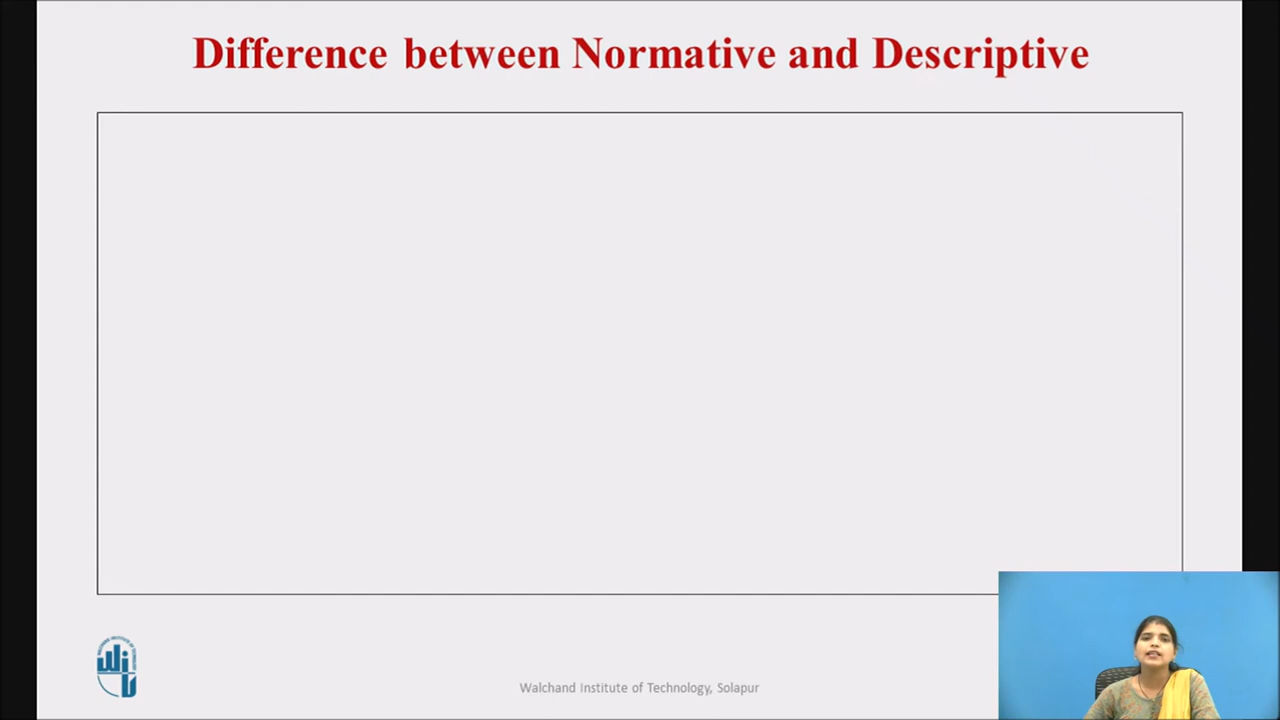 Difference between Normative and Descriptive
Walchand Institute of Technology, Solapur